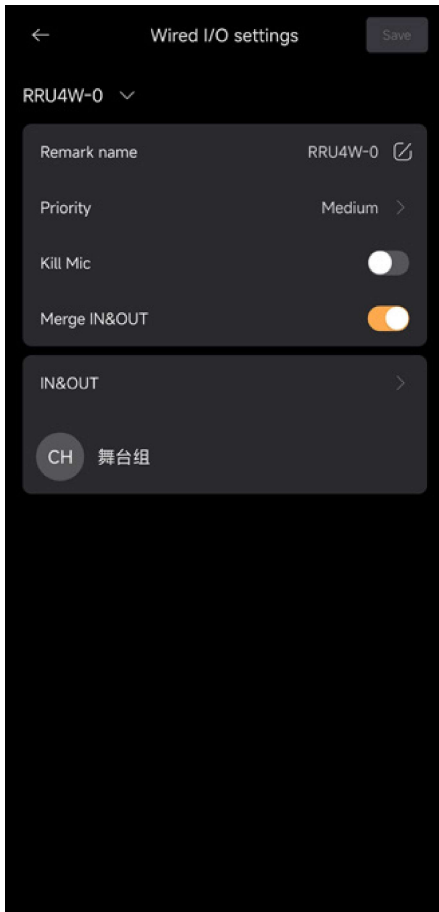 Wired I/O settings Save
RRU4W-0
Remark name RRU4W-0
Priority Medium
Kill Mic
Merge IN&OUT
IN&OUT
CH 舞台组